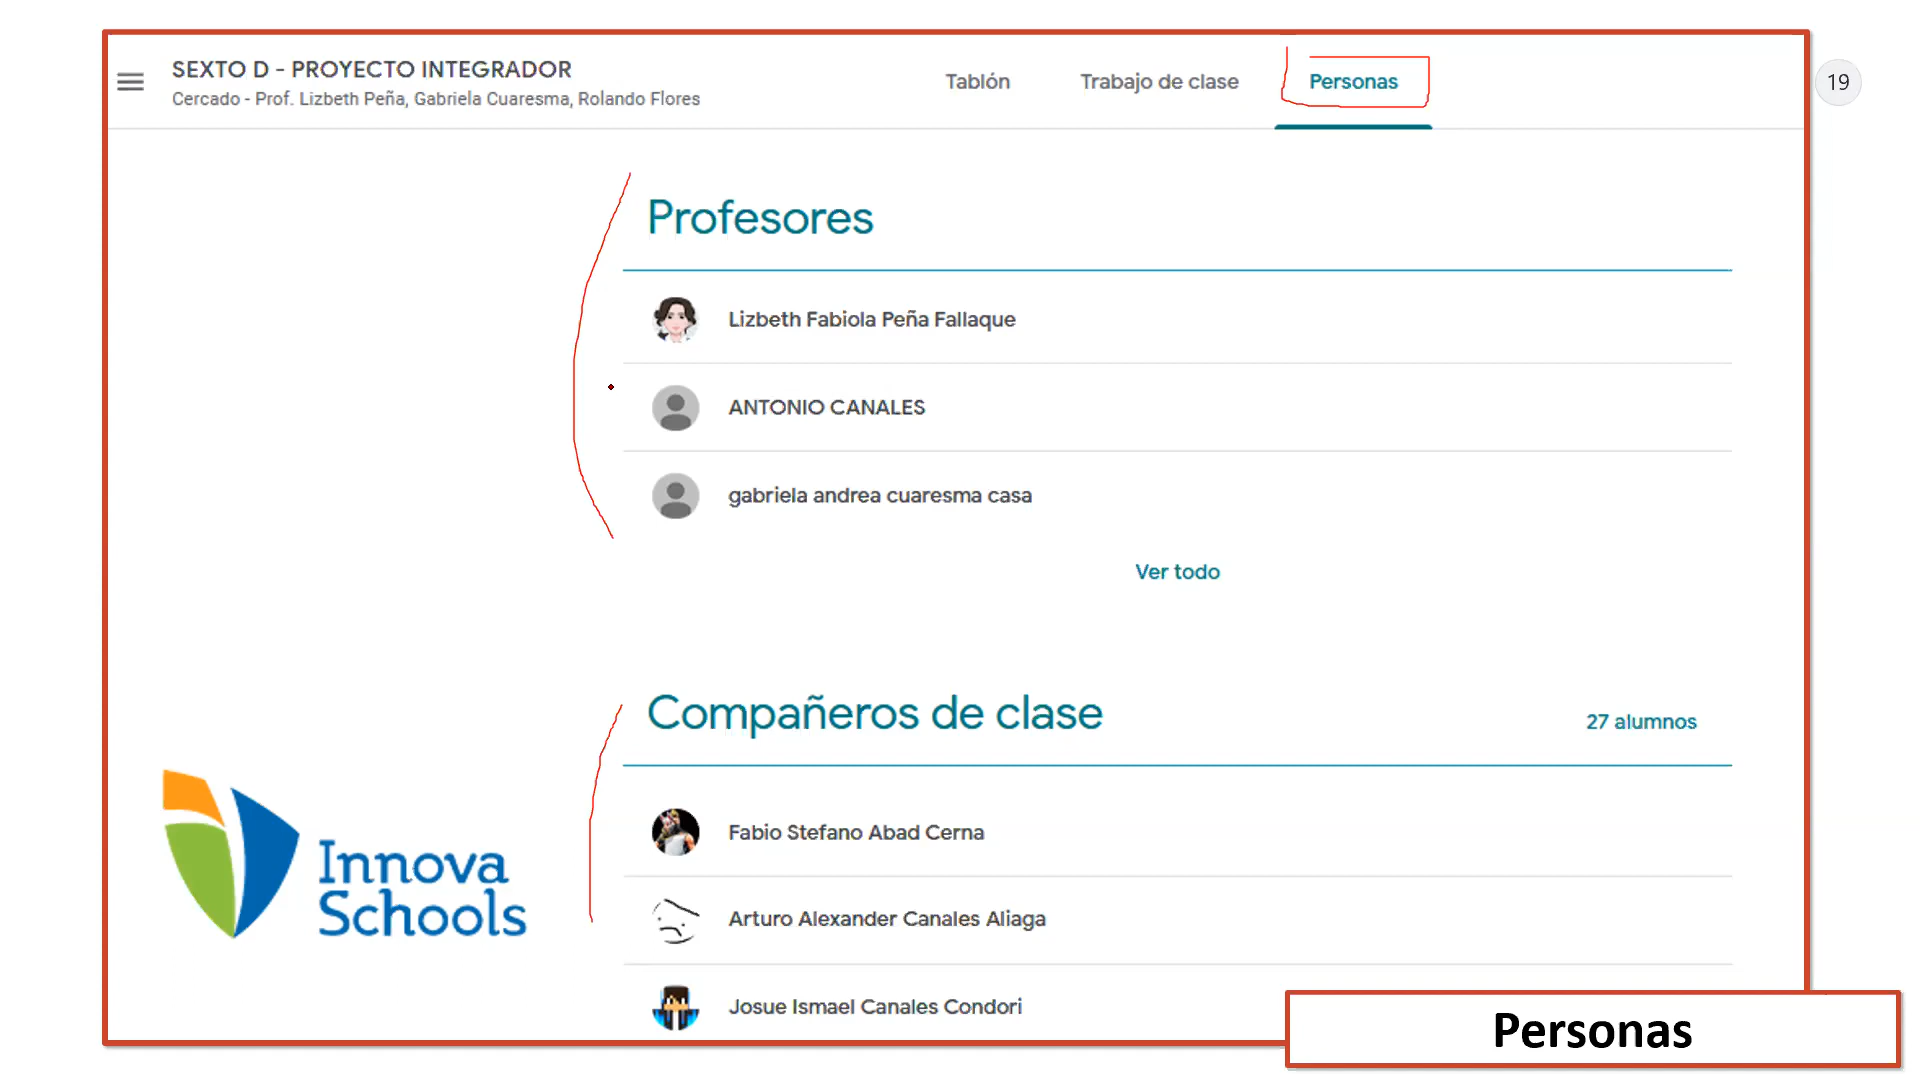 SEXTO D - PROYECTO INTEGRADOR
Cercado - Prof. Lizbeth Peña, Gabriela Cuaresma, Rolando Flores
Tablón
Trabajo de clase
Personas
19
Profesores
Lizbeth Fabiola Peña Fallaque
ANTONIO CANALES
gabriela andrea cuaresma casa
Ver todo
Compañeros de clase
27 alumnos
Fabio Stefano Abad Cerna
Arturo Alexander Canales Aliaga
Josue Ismael Canales Condori
Innova
Schools
Personas